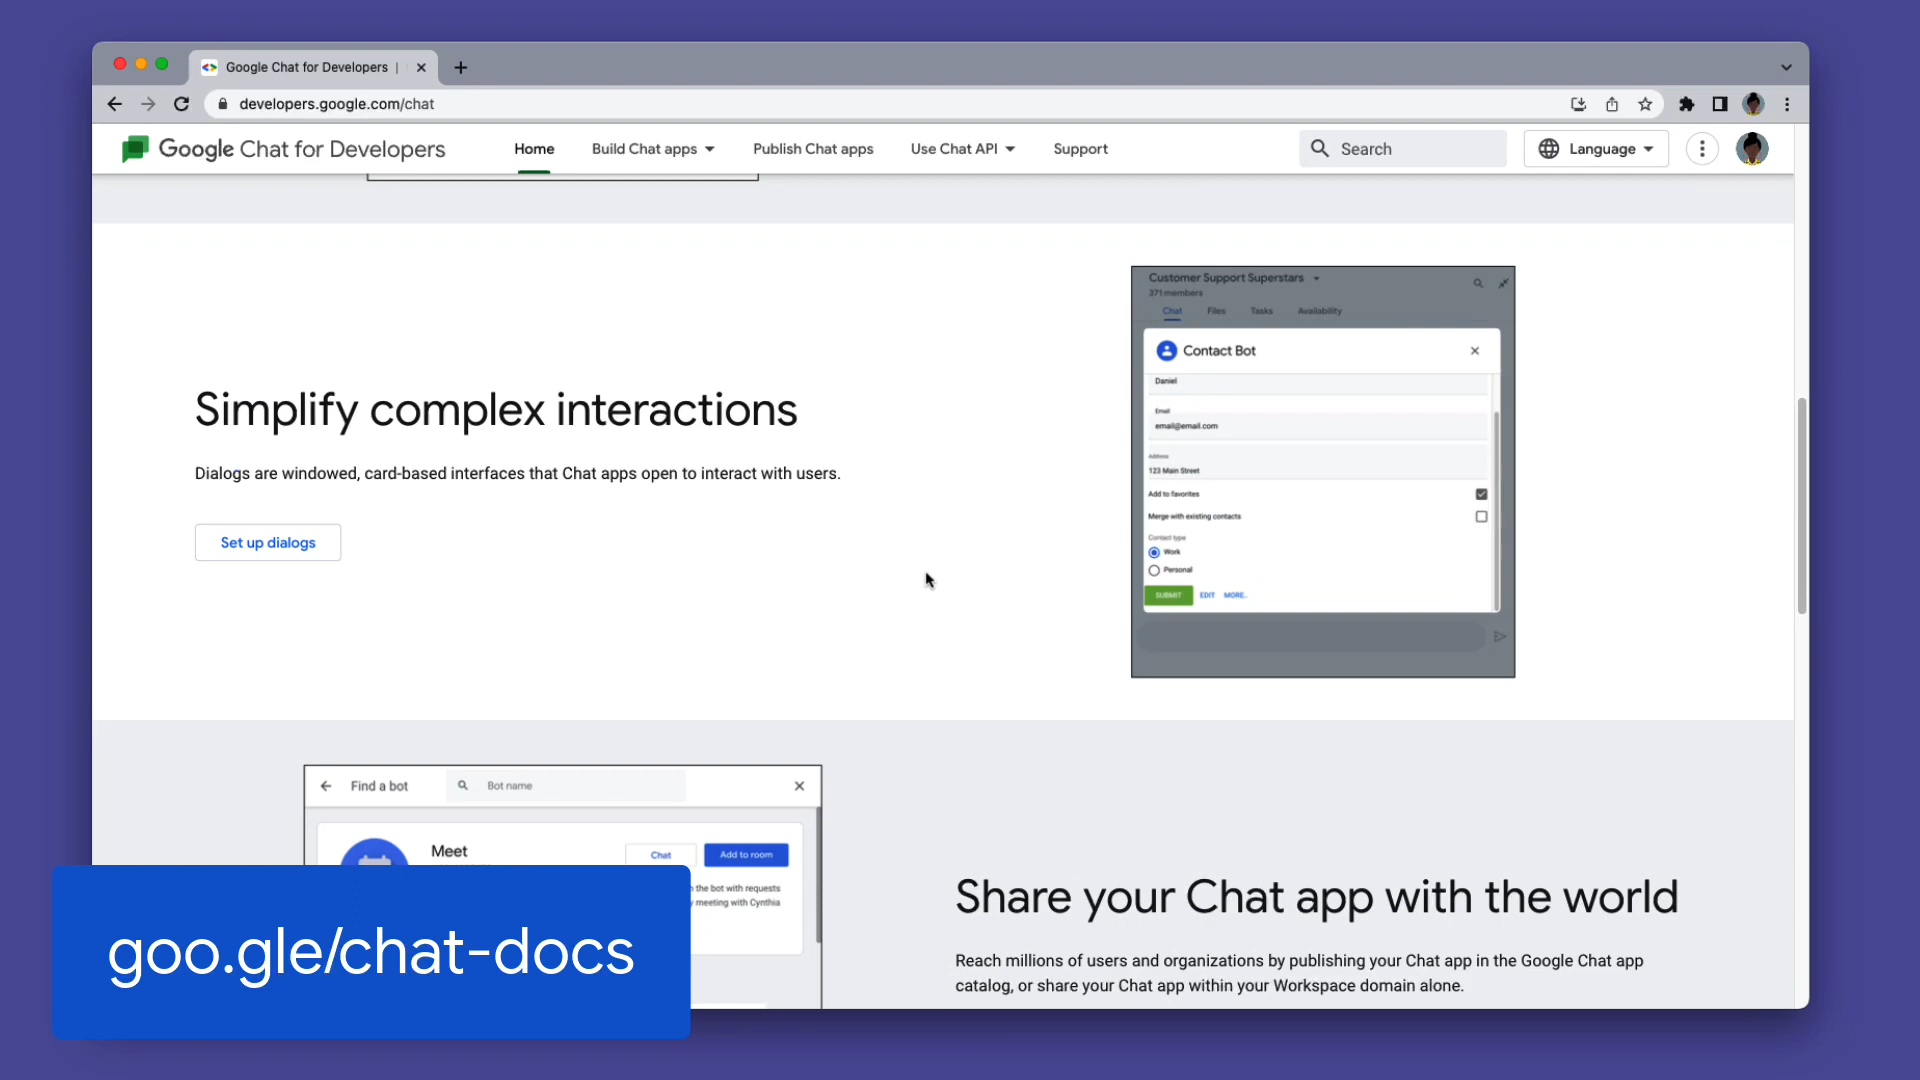 Google Chat for Developers |
developers.google.com/chat
Google Chat for Developers
Home
Build Chat apps
Publish Chat apps
Use Chat API
Support
Search
Language
Customer Support Superstars
371 members
Chat
Files
Tasks
Availability
Contact Bot
Daniel
Email
email@email.com
Address
123 Main Street
Add to favorites
Merge with existing contacts
Contact type
Work
Personal
SUBMIT
EDIT
MORE..
Simplify complex interactions
Dialogs are windowed, card-based interfaces that Chat apps open to interact with users.
Set up dialogs
Find a bot
Bot name
Meet
Chat
Add to room
the bot with requests
meeting with Cynthia
Share your Chat app with the world
Reach millions of users and organizations by publishing your Chat app in the Google Chat app
catalog, or share your Chat app within your Workspace domain alone.
goo.gle/chat-docs